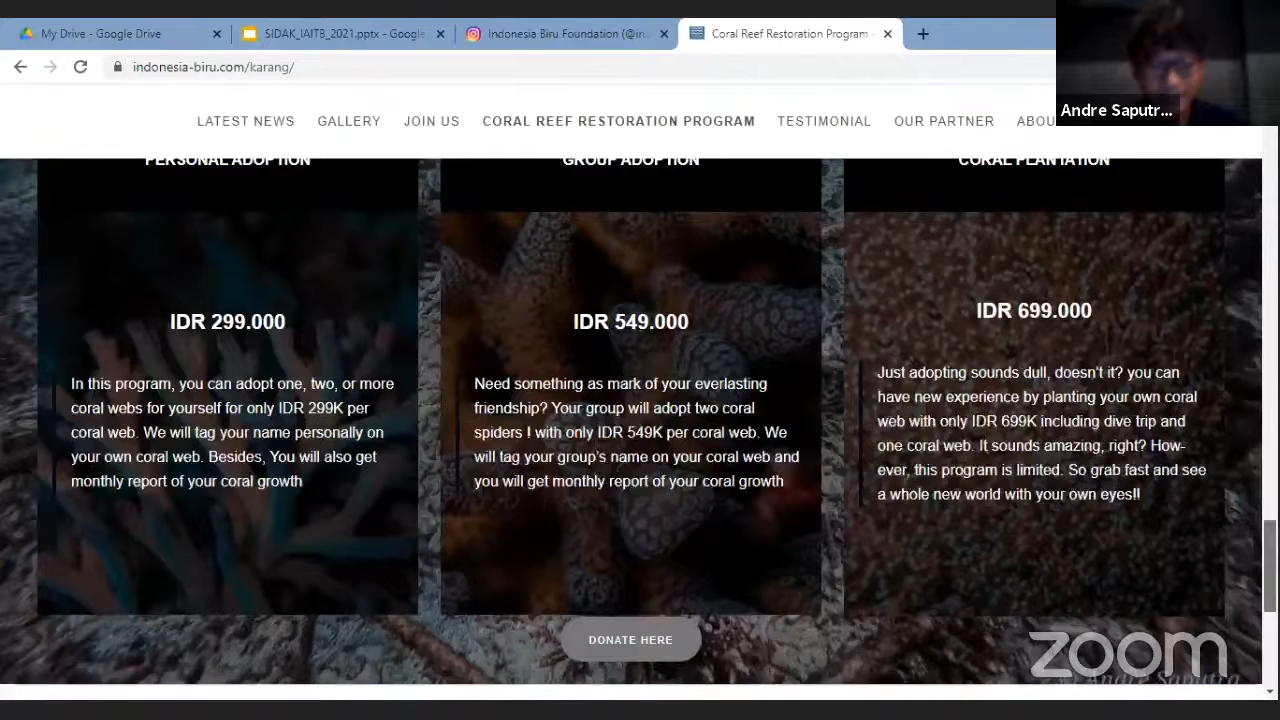 My Drive - Google Drive
SIDAK_IAITB_2021.pptx - Google
Indonesia Biru Foundation (@in
Coral Reef Restoration Program -
indonesia-biru.com/karang/
Andre Saputr...
LATEST NEWS
GALLERY
JOIN US
CORAL REEF RESTORATION PROGRAM
TESTIMONIAL
OUR PARTNER
ABOU
PERSONAL ADOPTION
IDR 299.000
In this program, you can adopt one, two, or more
coral webs for yourself for only IDR 299K per
coral web. We will tag your name personally on
your own coral web. Besides, You will also get
monthly report of your coral growth
GROUP ADOPTION
IDR 549.000
Need something as mark of your everlasting
friendship? Your group will adopt two coral
spiders ! with only IDR 549K per coral web. We
will tag your group's name on your coral web and
you will get monthly report of your coral growth
CORAL PLANTATION
IDR 699.000
Just adopting sounds dull, doesn't it? you can
have new experience by planting your own coral
web with only IDR 699K including dive trip and
one coral web. It sounds amazing, right? How-
ever, this program is limited. So grab fast and see
a whole new world with your own eyes!!
DONATE HERE
zoom
Andre Saputra